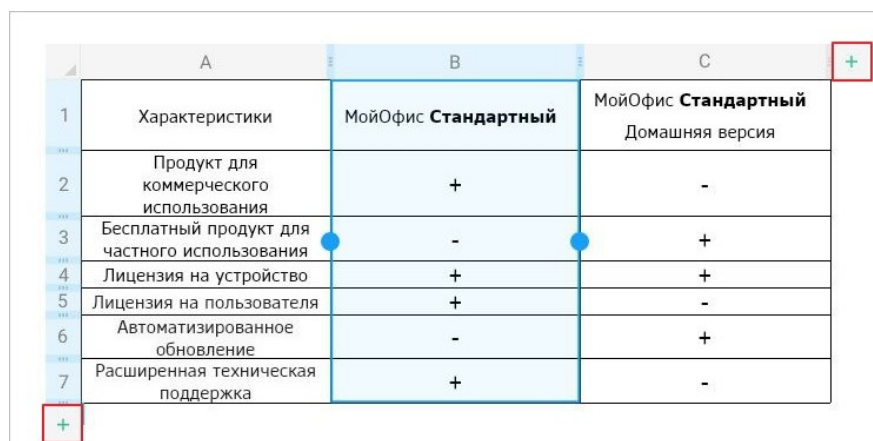 A B C +
1 Характеристики МойОфис Стандартный МойОфис Стандартный
Домашняя версия
2 Продукт для
коммерческого
использования + -
3 Бесплатный продукт для
частного использования - +
4 Лицензия на устройство + +
5 Лицензия на пользователя + -
6 Автоматизированное
обновление - +
7 Расширенная техническая
поддержка + -
+